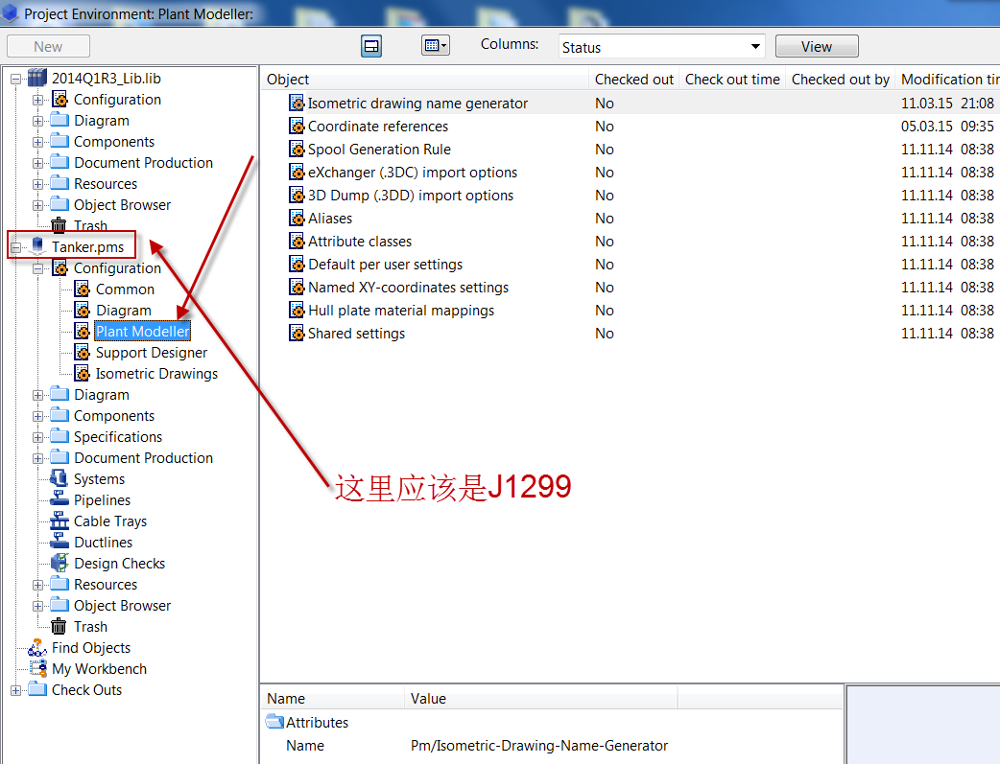 Project Environment: Plant Modeller:
New
Columns:
Status
View
2014Q1R3_Lib.lib
Configuration
Diagram
Components
Document Production
Resources
Object Browser
Trash
Tanker.pms
Configuration
Common
Diagram
Plant Modeller
Support Designer
Isometric Drawings
Diagram
Components
Specifications
Document Production
Systems
Pipelines
Cable Trays
Ductlines
Design Checks
Resources
Object Browser
Trash
Find Objects
My Workbench
Check Outs
Object Checked out Check out time Checked out by Modification
Isometric drawing name generator No 11.03.15 21:08
Coordinate references No 05.03.15 09:35
Spool Generation Rule No 11.11.14 08:38
eXchanger (.3DC) import options No 11.11.14 08:38
3D Dump (.3DD) import options No 11.11.14 08:38
Aliases No 11.11.14 08:38
Attribute classes No 11.11.14 08:38
Default per user settings No 11.11.14 08:38
Named XY-coordinates settings No 11.11.14 08:38
Hull plate material mappings No 11.11.14 08:38
Shared settings No 11.11.14 08:38
这里应该是J1299
Name Value
Attributes
Name Pm/Isometric-Drawing-Name-Generator